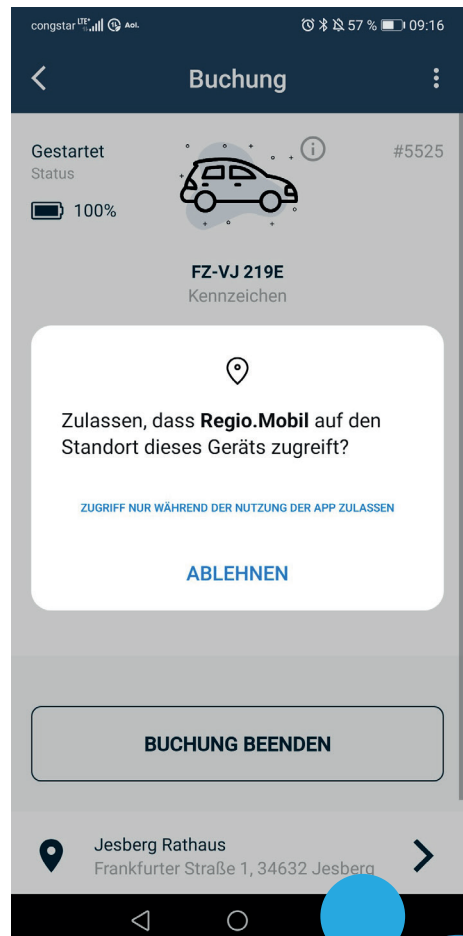 congstar LTE Aol. 57 % 09:16
Buchung
Gestartet
#5525
Status
100%
FZ-VJ 219E
Kennzeichen
Zulassen, dass Regio.Mobil auf den
Standort dieses Geräts zugreift?
ZUGRIFF NUR WÄHREND DER NUTZUNG DER APP ZULASSEN
ABLEHNEN
BUCHUNG BEENDEN
Jesberg Rathaus
Frankfurter Straße 1, 34632 Jesberg